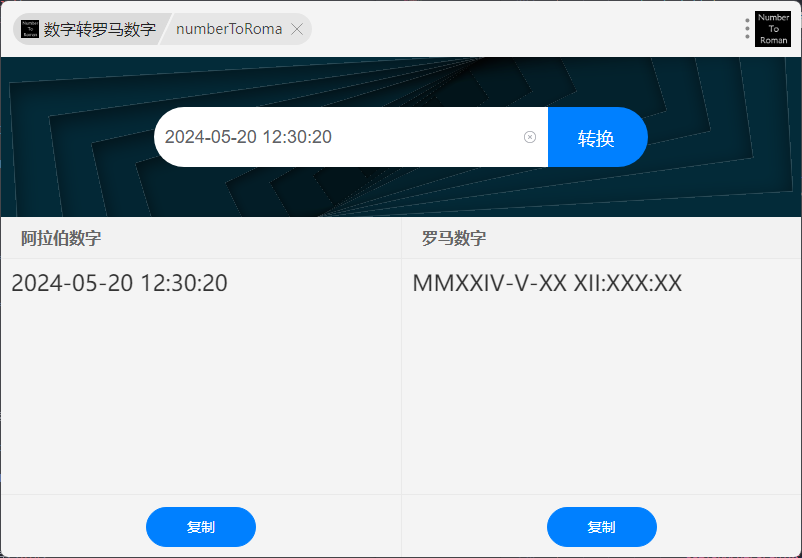 Number
To
Roman
数字转罗马数字
numberToRoma
Number
To
Roman
2024-05-20 12:30:20
转换
阿拉伯数字
罗马数字
2024-05-20 12:30:20
MMXXIV-V-XX XII:XXX:XX
复制
复制